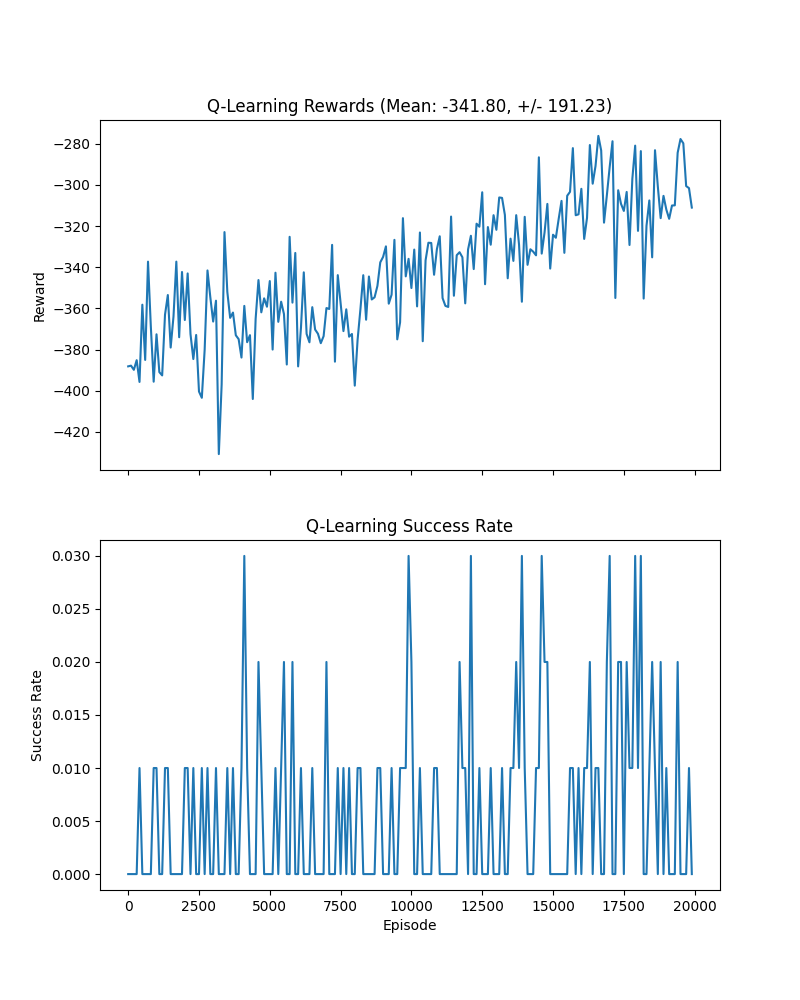 Q-Learning Rewards (Mean: -341.80, +/- 191.23)
−280
−300
−320
−340
−360
−380
−400
−420
Reward
Q-Learning Success Rate
0.030
0.025
0.020
0.015
0.010
0.005
0.000
Success Rate
0 2500 5000 7500 10000 12500 15000 17500 20000
Episode